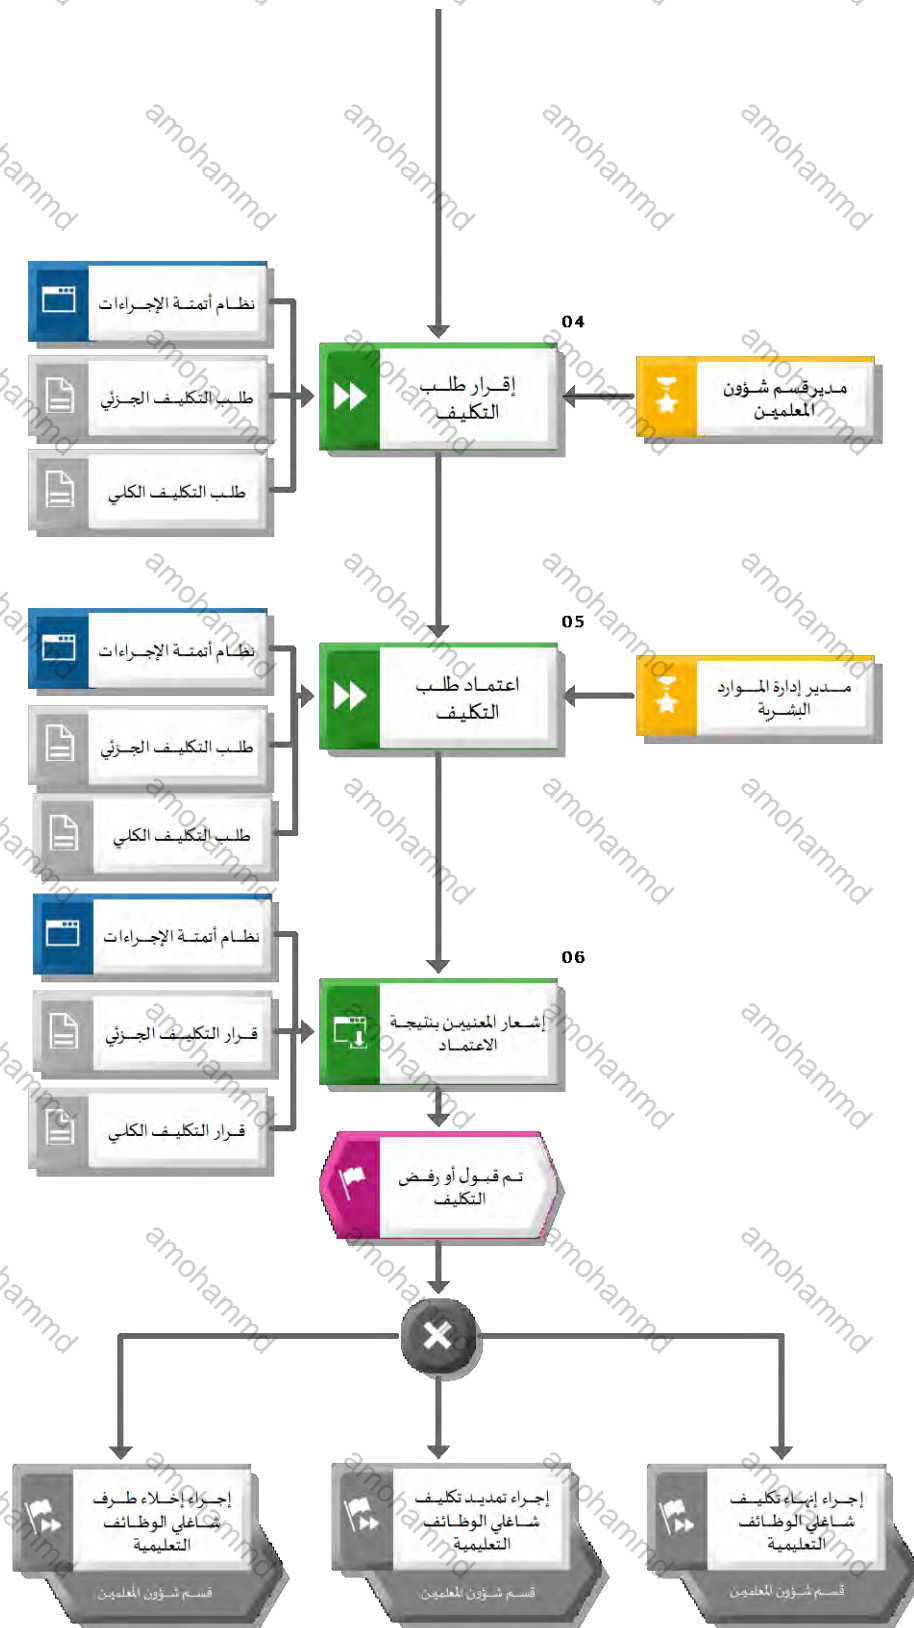 04
نظام أتمتة الإجراءات
طلب التكليف الجزئي
طلب التكليف الكلي
إقرار طلب
التكليف
مدير قسم شؤون
المعلمين
05
نظام أتمتة الإجراءات
طلب التكليف الجزئي
طلب التكليف الكلي
اعتماد طلب
التكليف
مدير إدارة الموارد
البشرية
06
نظام أتمتة الإجراءات
قرار التكليف الجزئي
قرار التكليف الكلي
إشعار المعنيين بنتيجة
الاعتماد
تم قبول أو رفض
التكليف
إجراء إنهاء تكليف
شاغلي الوظائف
التعليمية
قسم شؤون المعلمين
إجراء تمديد تكليف
شاغلي الوظائف
التعليمية
قسم شؤون المعلمين
إجراء إخلاء طرف
شاغلي الوظائف
التعليمية
قسم شؤون المعلمين
amohammd